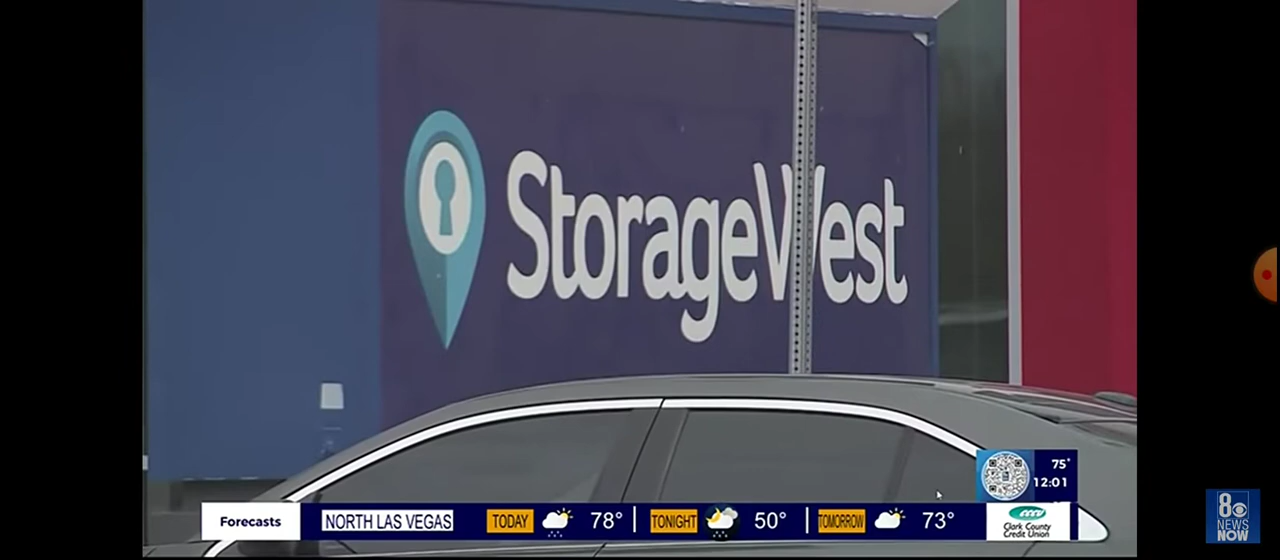 StorageWest
75°
12:01
Forecasts
NORTH LAS VEGAS
TODAY
78°
TONIGHT
50°
TOMORROW
73°
Clark County
Credit Union
8
NEWS
NOW